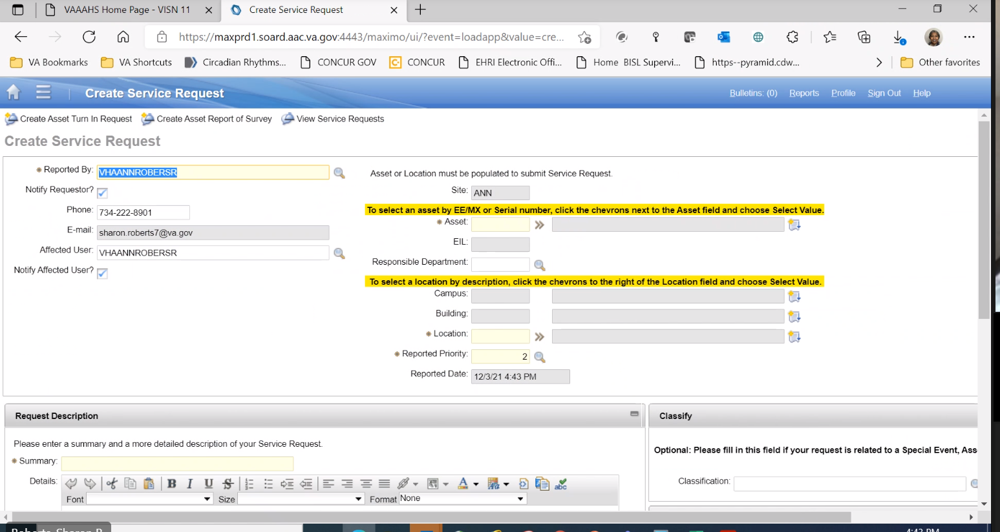 VAAAHS Home Page - VISN 11
Create Service Request
https://maxprd1.soard.aac.va.gov:4443/maximo/ui/?event=loadapp&value=cre...
VA Bookmarks
VA Shortcuts
Circadian Rhythms...
CONCUR GOV
CONCUR
EHRI Electronic Offi...
Home BISL Supervi...
https--pyramid.cdw...
Other favorites
Create Service Request
Bulletins: (0)
Reports
Profile
Sign Out
Help
Create Asset Turn In Request
Create Asset Report of Survey
View Service Requests
Create Service Request
Reported By: VHAANNROBERSR
Notify Requestor?
Phone: 734-222-8901
E-mail: sharon.roberts7@va.gov
Affected User: VHAANNROBERSR
Notify Affected User?
Asset or Location must be populated to submit Service Request.
Site: ANN
To select an asset by EE/MX or Serial number, click the chevrons next to the Asset field and choose Select Value.
Asset:
EIL:
Responsible Department:
To select a location by description, click the chevrons to the right of the Location field and choose Select Value.
Campus:
Building:
Location:
Reported Priority: 2
Reported Date: 12/3/21 4:43 PM
Request Description
Please enter a summary and a more detailed description of your Service Request.
Summary:
Details:
B I U S
A
abc
Font
Size
Format None
Classify
Optional: Please fill in this field if your request is related to a Special Event, Ass
Classification:
Roberts, Sharon R
4:43 PM